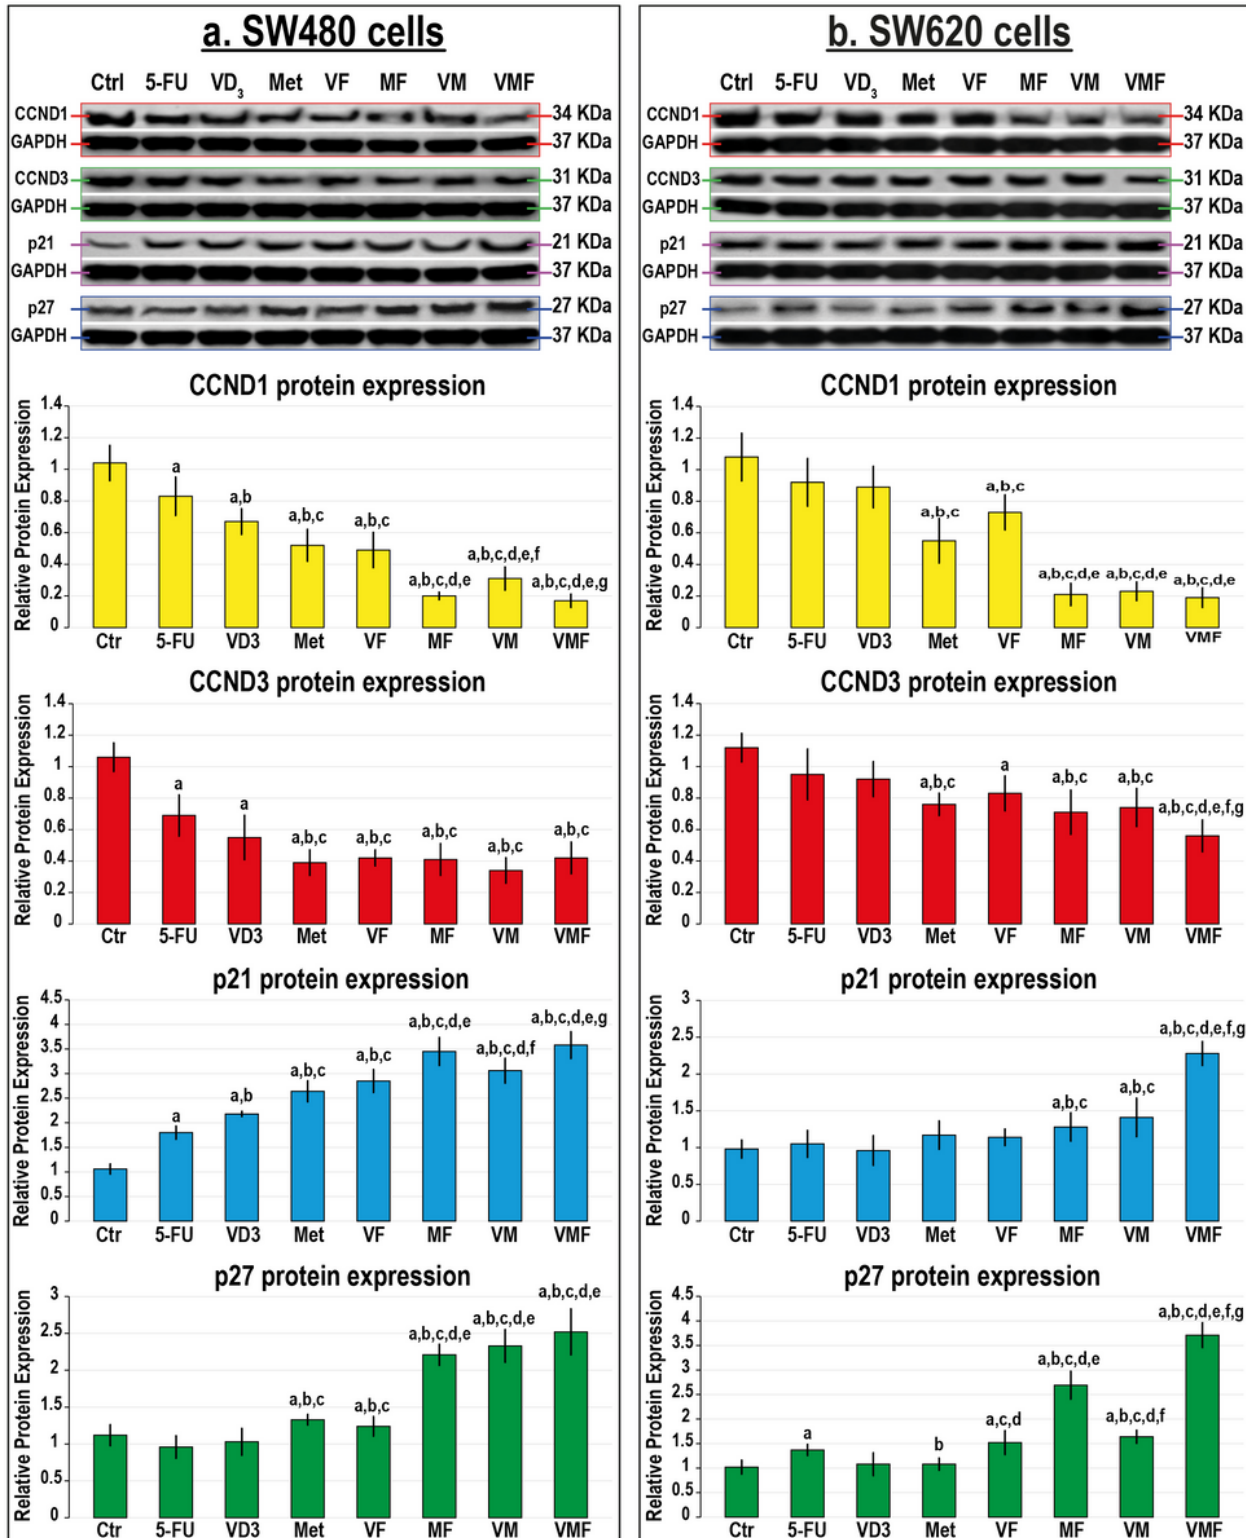 a. SW480 cells
Ctrl 5-FU VD3 Met VF MF VM VMF
CCND1 34 KDa
GAPDH 37 KDa
CCND3 31 KDa
GAPDH 37 KDa
p21 21 KDa
GAPDH 37 KDa
p27 27 KDa
GAPDH 37 KDa
CCND1 protein expression
Relative Protein Expression
1.4
1.2
1
0.8
0.6
0.4
0.2
0
a
a,b
a,b,c
a,b,c
a,b,c,d,e
a,b,c,d,e,f
a,b,c,d,e,g
Ctr 5-FU VD3 Met VF MF VM VMF
CCND3 protein expression
Relative Protein Expression
1.4
1.2
1
0.8
0.6
0.4
0.2
0
a
a
a,b,c
a,b,c
a,b,c
a,b,c
a,b,c
Ctr 5-FU VD3 Met VF MF VM VMF
p21 protein expression
Relative Protein Expression
4.5
4
3.5
3
2.5
2
1.5
1
0.5
0
a
a,b
a,b,c
a,b,c
a,b,c,d,e
a,b,c,d,f
a,b,c,d,e,g
Ctr 5-FU VD3 Met VF MF VM VMF
p27 protein expression
Relative Protein Expression
3
2.5
2
1.5
1
0.5
0
a,b,c
a,b,c
a,b,c,d,e
a,b,c,d,e
a,b,c,d,e
Ctr 5-FU VD3 Met VF MF VM VMF
b. SW620 cells
Ctrl 5-FU VD3 Met VF MF VM VMF
CCND1 34 KDa
GAPDH 37 KDa
CCND3 31 KDa
GAPDH 37 KDa
p21 21 KDa
GAPDH 37 KDa
p27 27 KDa
GAPDH 37 KDa
CCND1 protein expression
Relative Protein Expression
1.4
1.2
1
0.8
0.6
0.4
0.2
0
a,b,c
a,b,c
a,b,c,d,e
a,b,c,d,e
a,b,c,d,e
Ctr 5-FU VD3 Met VF MF VM VMF
CCND3 protein expression
Relative Protein Expression
1.4
1.2
1
0.8
0.6
0.4
0.2
0
a,b,c
a
a,b,c
a,b,c
a,b,c,d,e,f,g
Ctr 5-FU VD3 Met VF MF VM VMF
p21 protein expression
Relative Protein Expression
3
2.5
2
1.5
1
0.5
0
a,b,c
a,b,c
a,b,c,d,e,f,g
Ctr 5-FU VD3 Met VF MF VM VMF
p27 protein expression
Relative Protein Expression
4.5
4
3.5
3
2.5
2
1.5
1
0.5
0
a
b
a,c,d
a,b,c,d,e
a,b,c,d,f
a,b,c,d,e,f,g
Ctr 5-FU VD3 Met VF MF VM VMF